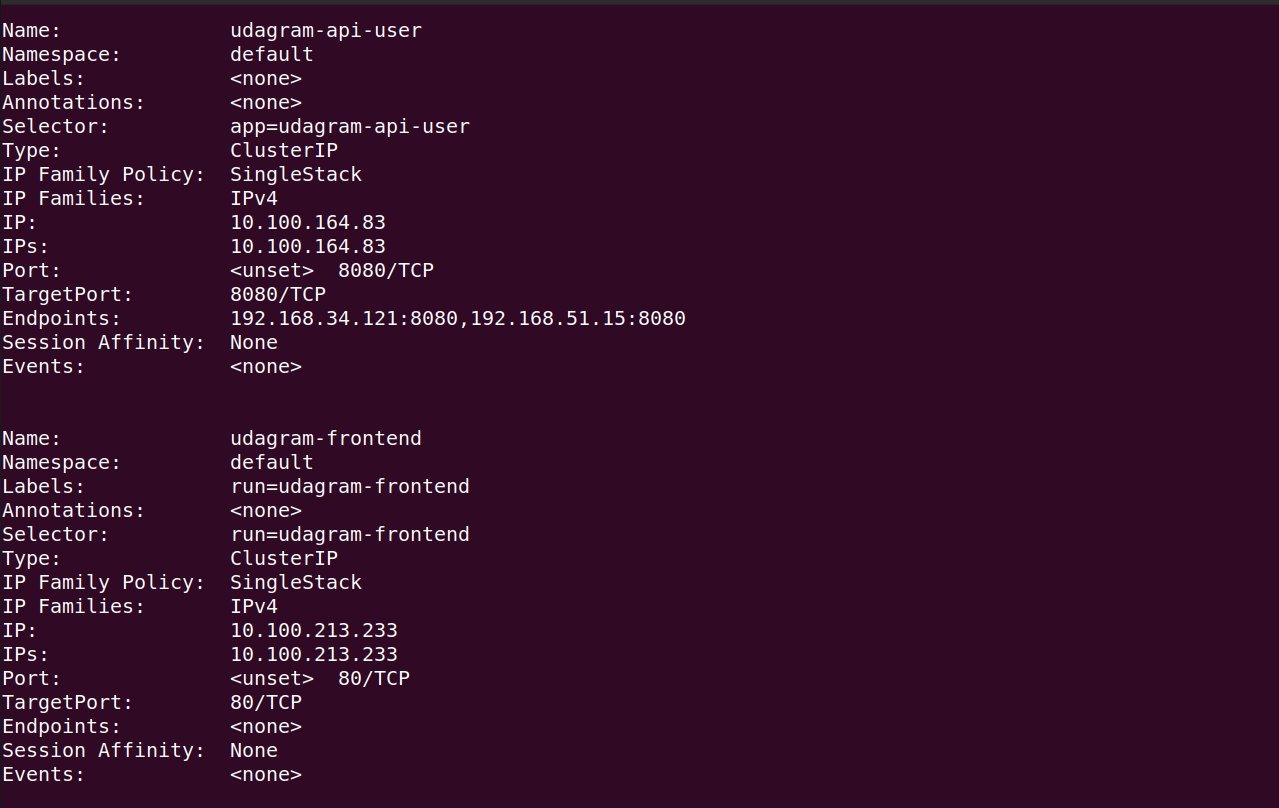 Name:              udagram-api-user
Namespace:         default
Labels:            <none>
Annotations:       <none>
Selector:          app=udagram-api-user
Type:              ClusterIP
IP Family Policy:  SingleStack
IP Families:       IPv4
IP:                10.100.164.83
IPs:               10.100.164.83
Port:              <unset>  8080/TCP
TargetPort:        8080/TCP
Endpoints:         192.168.34.121:8080,192.168.51.15:8080
Session Affinity:  None
Events:            <none>
Name:              udagram-frontend
Namespace:         default
Labels:            run=udagram-frontend
Annotations:       <none>
Selector:          run=udagram-frontend
Type:              ClusterIP
IP Family Policy:  SingleStack
IP Families:       IPv4
IP:                10.100.213.233
IPs:               10.100.213.233
Port:              <unset>  80/TCP
TargetPort:        80/TCP
Endpoints:         <none>
Session Affinity:  None
Events:            <none>